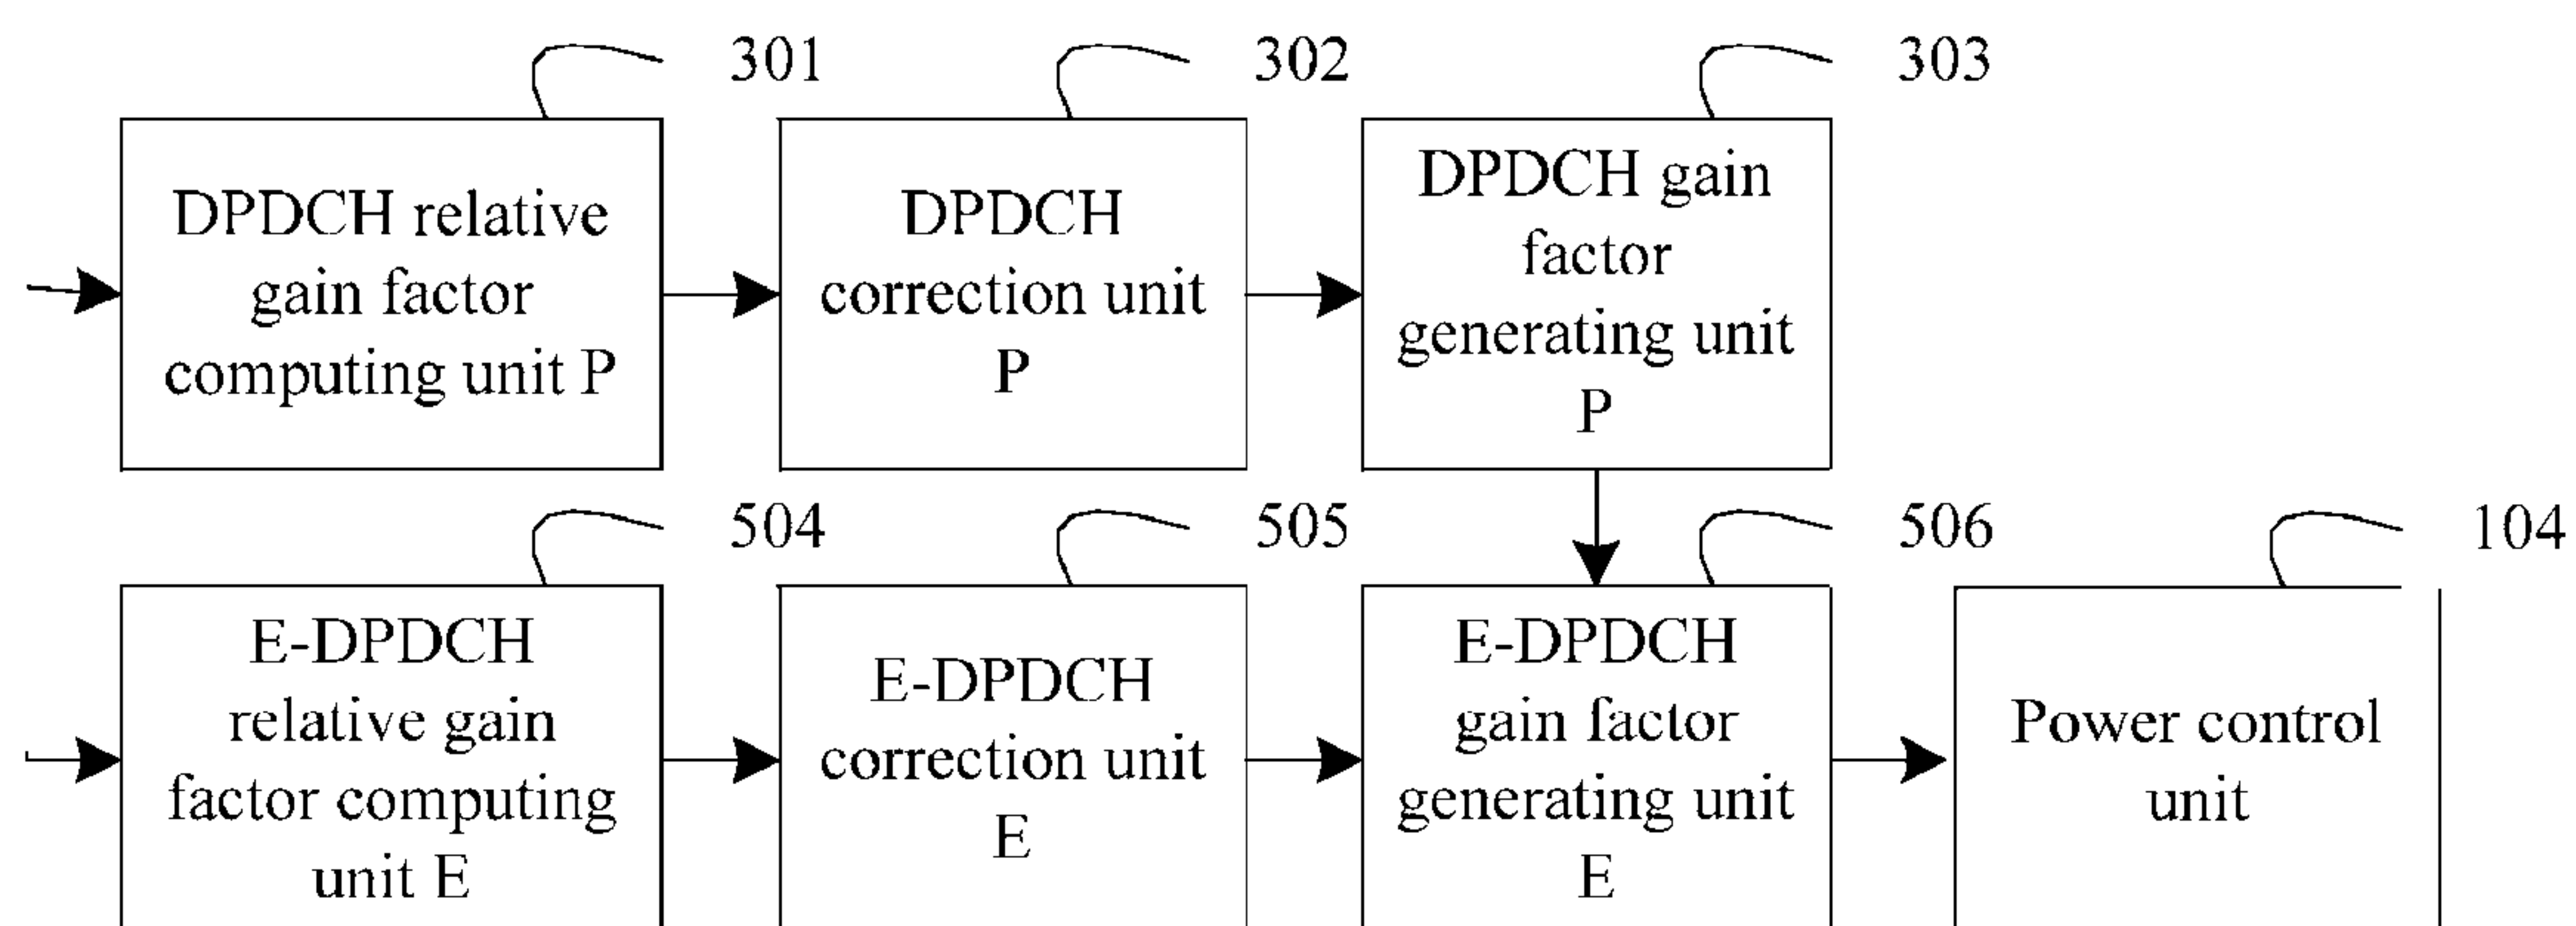 301
302
303
DPDCH relative
gain factor
computing unit P
DPDCH
correction unit
P
DPDCH gain
factor
generating unit
P
504
505
506
104
E-DPDCH
relative gain
factor computing
unit E
E-DPDCH
correction unit
E
E-DPDCH
gain factor
generating unit
E
Power control
unit